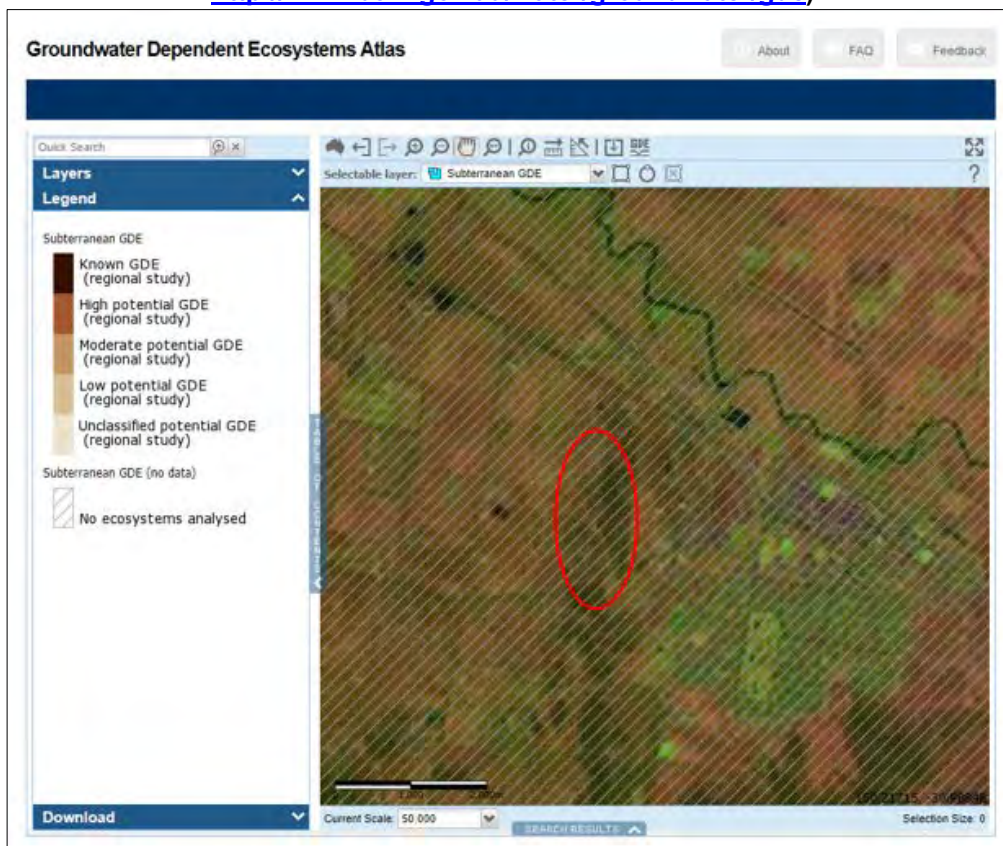 Groundwater Dependent Ecosystems Atlas
About
FAQ
Feedback
Quick Search
Layers
Selectable layer: Subterranean GDE
?
Legend
Subterranean GDE
Known GDE
(regional study)
High potential GDE
(regional study)
Moderate potential GDE
(regional study)
Low potential GDE
(regional study)
Unclassified potential GDE
(regional study)
Subterranean GDE (no data)
No ecosystems analysed
Download
Current Scale: 50 000
SEARCH RESULTS
Selection Size: 0